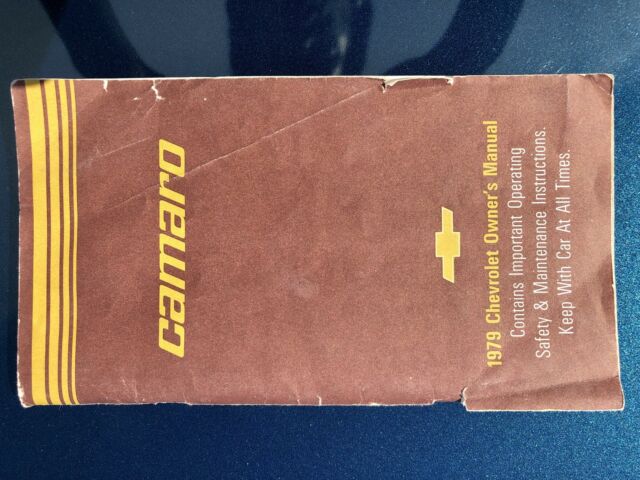 camaro
1979 Chevrolet Owner's Manual
Contains Important Operating
Safety & Maintenance Instructions.
Keep With Car At All Times.